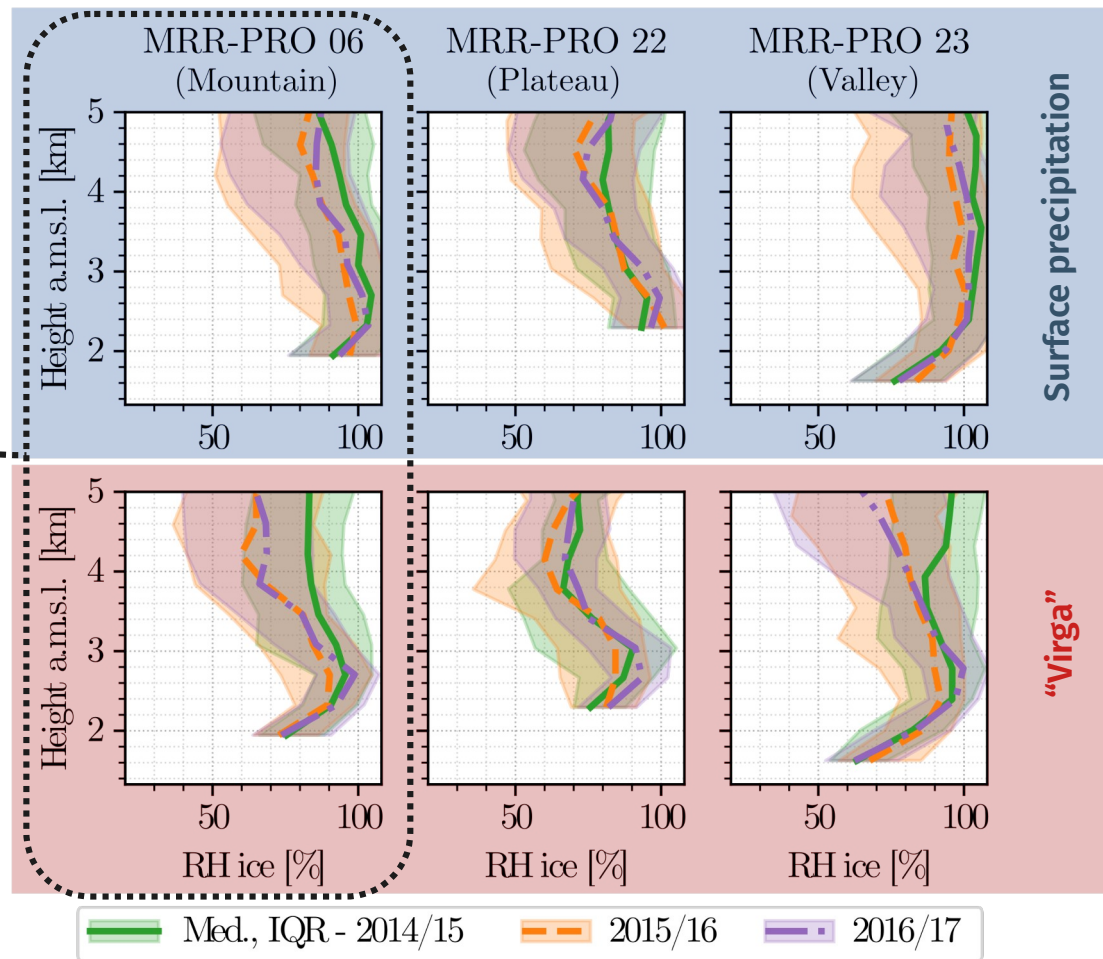 MRR-PRO 06 MRR-PRO 22 MRR-PRO 23
(Mountain) (Plateau) (Valley)
Height a.m.s.l. [km]
5
4
3
2
50 100 50 100 50 100
Surface precipitation
Height a.m.s.l. [km]
5
4
3
2
50 100 50 100 50 100
RH ice [%] RH ice [%] RH ice [%]
“Virga”
Med., IQR - 2014/15 2015/16 2016/17